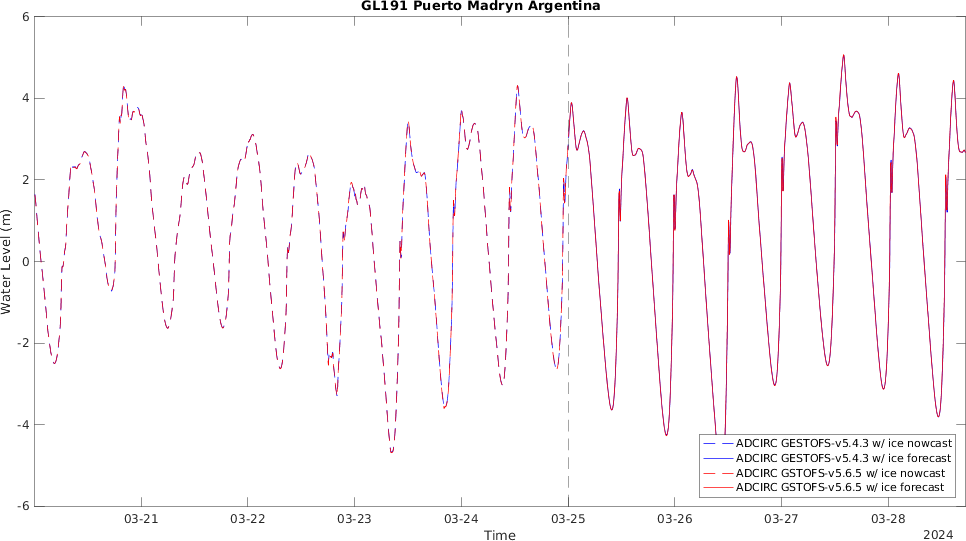 GL191 Puerto Madryn Argentina
6
4
2
0
-2
-4
-6
Water Level (m)
ADCIRC GESTOFS-v5.4.3 w/ ice nowcast
ADCIRC GESTOFS-v5.4.3 w/ ice forecast
ADCIRC GSTOFS-v5.6.5 w/ ice nowcast
ADCIRC GSTOFS-v5.6.5 w/ ice forecast
03-21
03-22
03-23
03-24
03-25
03-26
03-27
03-28
Time
2024